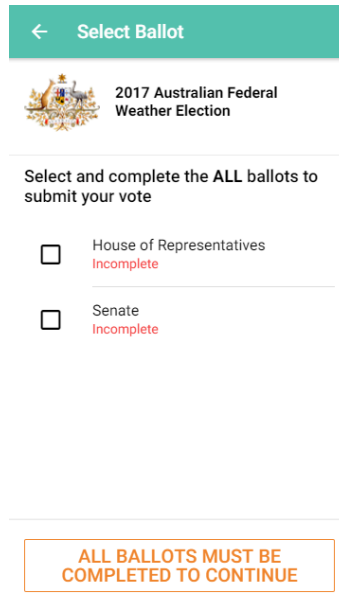 Select Ballot
2017 Australian Federal
Weather Election
Select and complete the ALL ballots to
submit your vote
House of Representatives
Incomplete
Senate
Incomplete
ALL BALLOTS MUST BE
COMPLETED TO CONTINUE